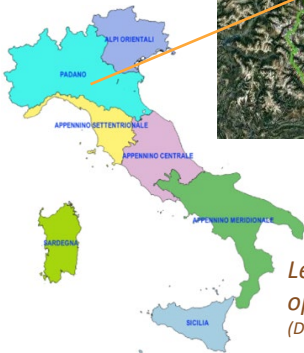 ALPI ORIENTALI
PADANO
APPENNINO SETTENTRIONALE
APPENNINO CENTRALE
APPENNINO MERIDIONALE
SARDEGNA
SICILIA
Le
op
(D